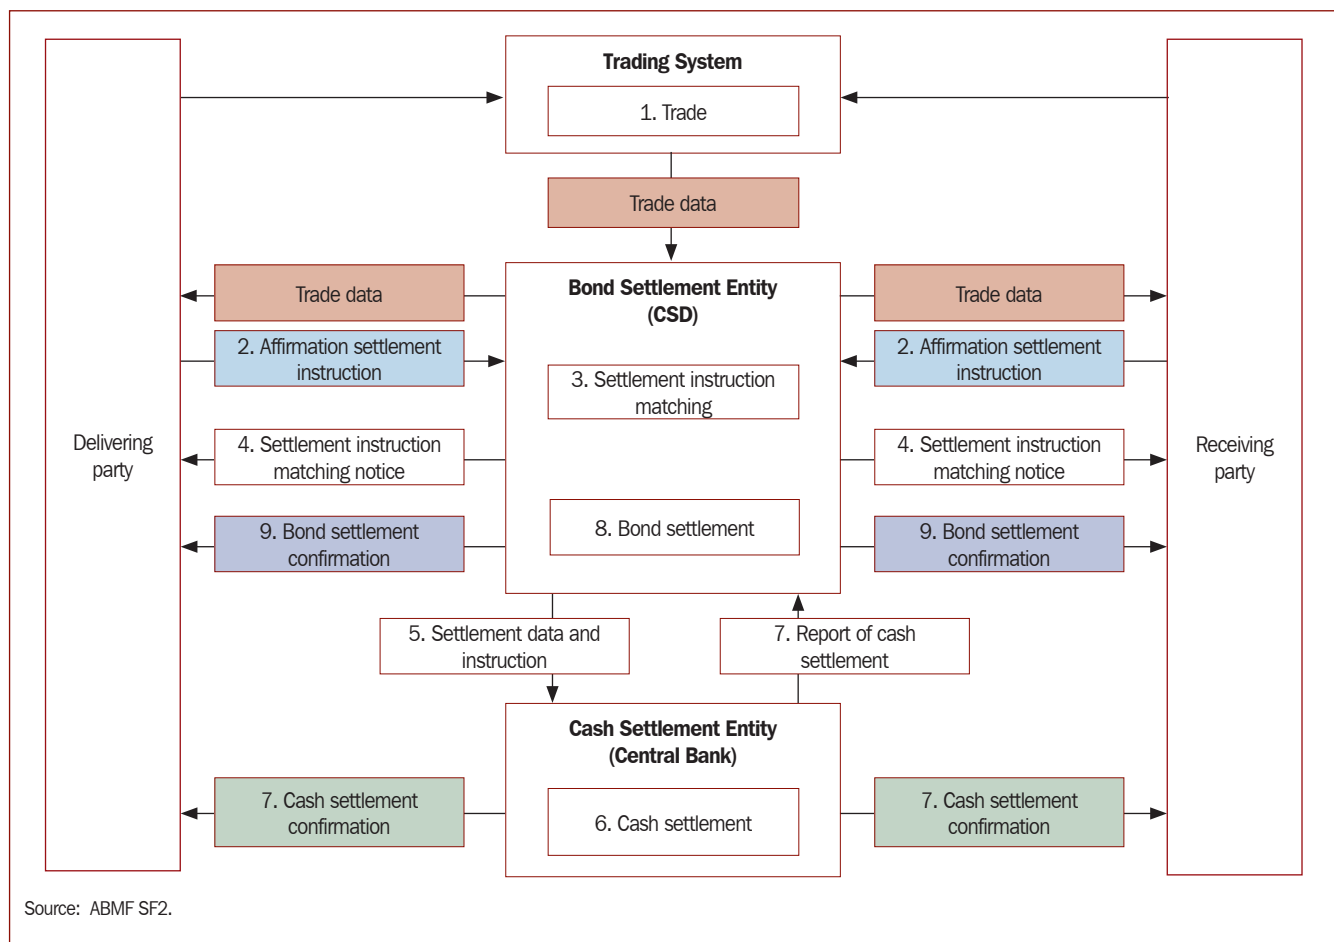 Trading System
1. Trade
Trade data
Bond Settlement Entity
(CSD)
Trade data
Trade data
2. Affirmation settlement
instruction
2. Affirmation settlement
instruction
3. Settlement instruction
matching
Delivering
party
4. Settlement instruction
matching notice
4. Settlement instruction
matching notice
Receiving
party
8. Bond settlement
9. Bond settlement
confirmation
9. Bond settlement
confirmation
5. Settlement data and
instruction
7. Report of cash
settlement
Cash Settlement Entity
(Central Bank)
7. Cash settlement
confirmation
6. Cash settlement
7. Cash settlement
confirmation
Source: ABMF SF2.